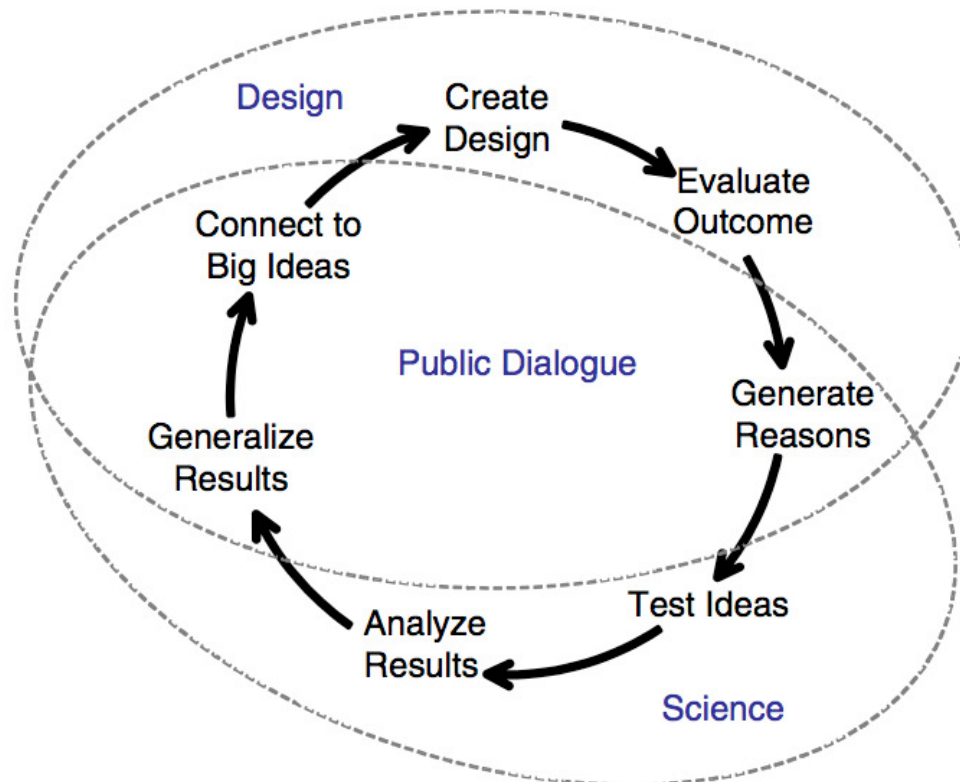 Design
Create
Design
Evaluate
Outcome
Connect to
Big Ideas
Public Dialogue
Generate
Reasons
Generalize
Results
Test Ideas
Analyze
Results
Science